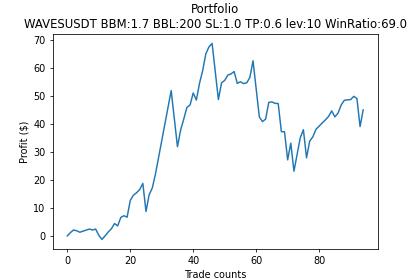 Portfolio
WAVESUSDT BBM:1.7 BBL:200 SL:1.0 TP:0.6 lev:10 WinRatio:69.0
70
60
50
40
30
20
10
0
Profit ($)
0 20 40 60 80
Trade counts